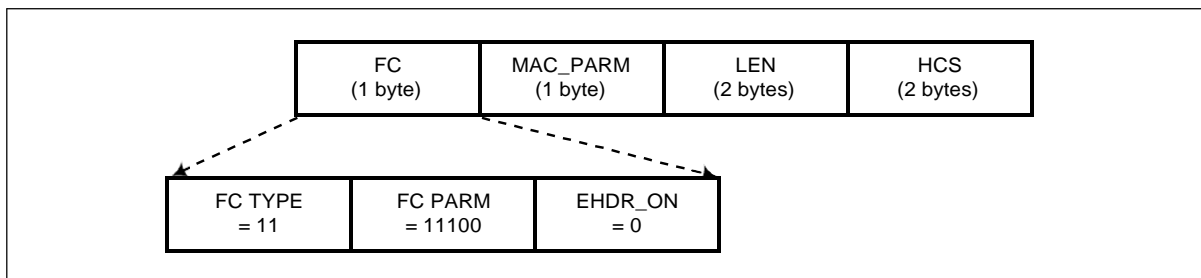 FC
(1 byte)
MAC_PARM
(1 byte)
LEN
(2 bytes)
HCS
(2 bytes)
FC TYPE
= 11
FC PARM
= 11100
EHDR_ON
= 0